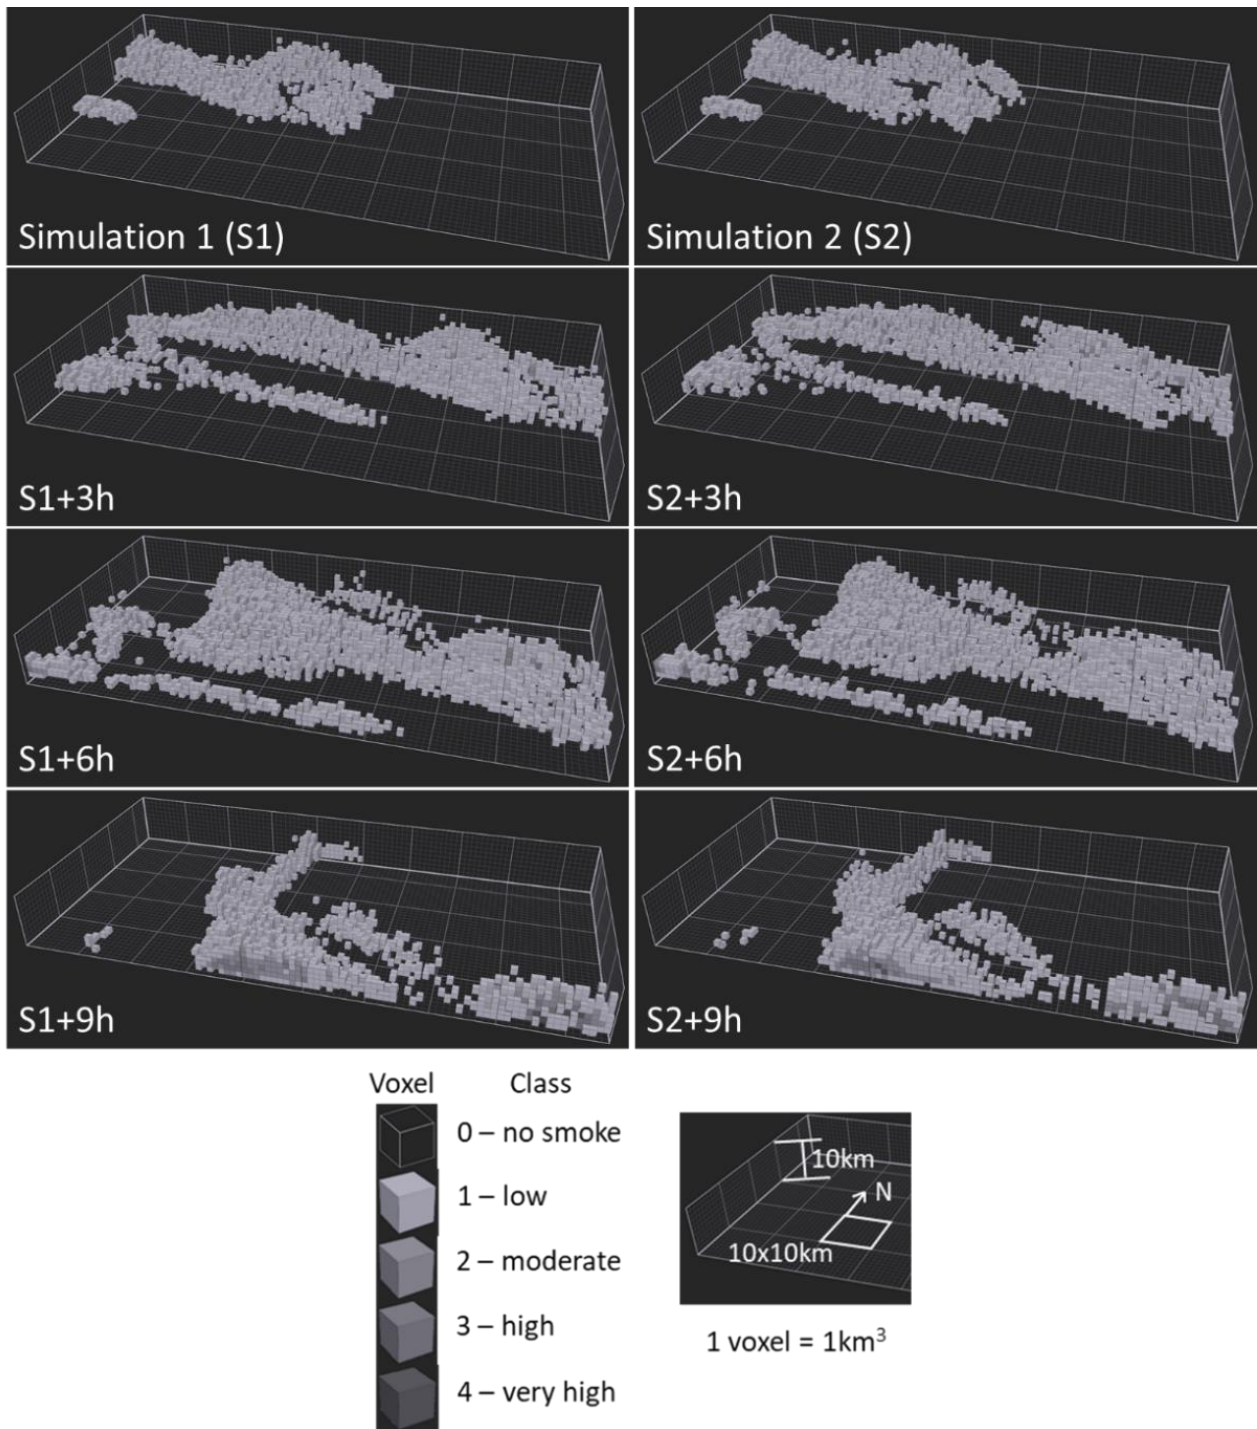 Simulation 1 (S1)
Simulation 2 (S2)
S1+3h
S2+3h
S1+6h
S2+6h
S1+9h
S2+9h
Voxel Class
0 – no smoke
1 – low
2 – moderate
3 – high
4 – very high
10km
N
10x10km
1 voxel = 1km³